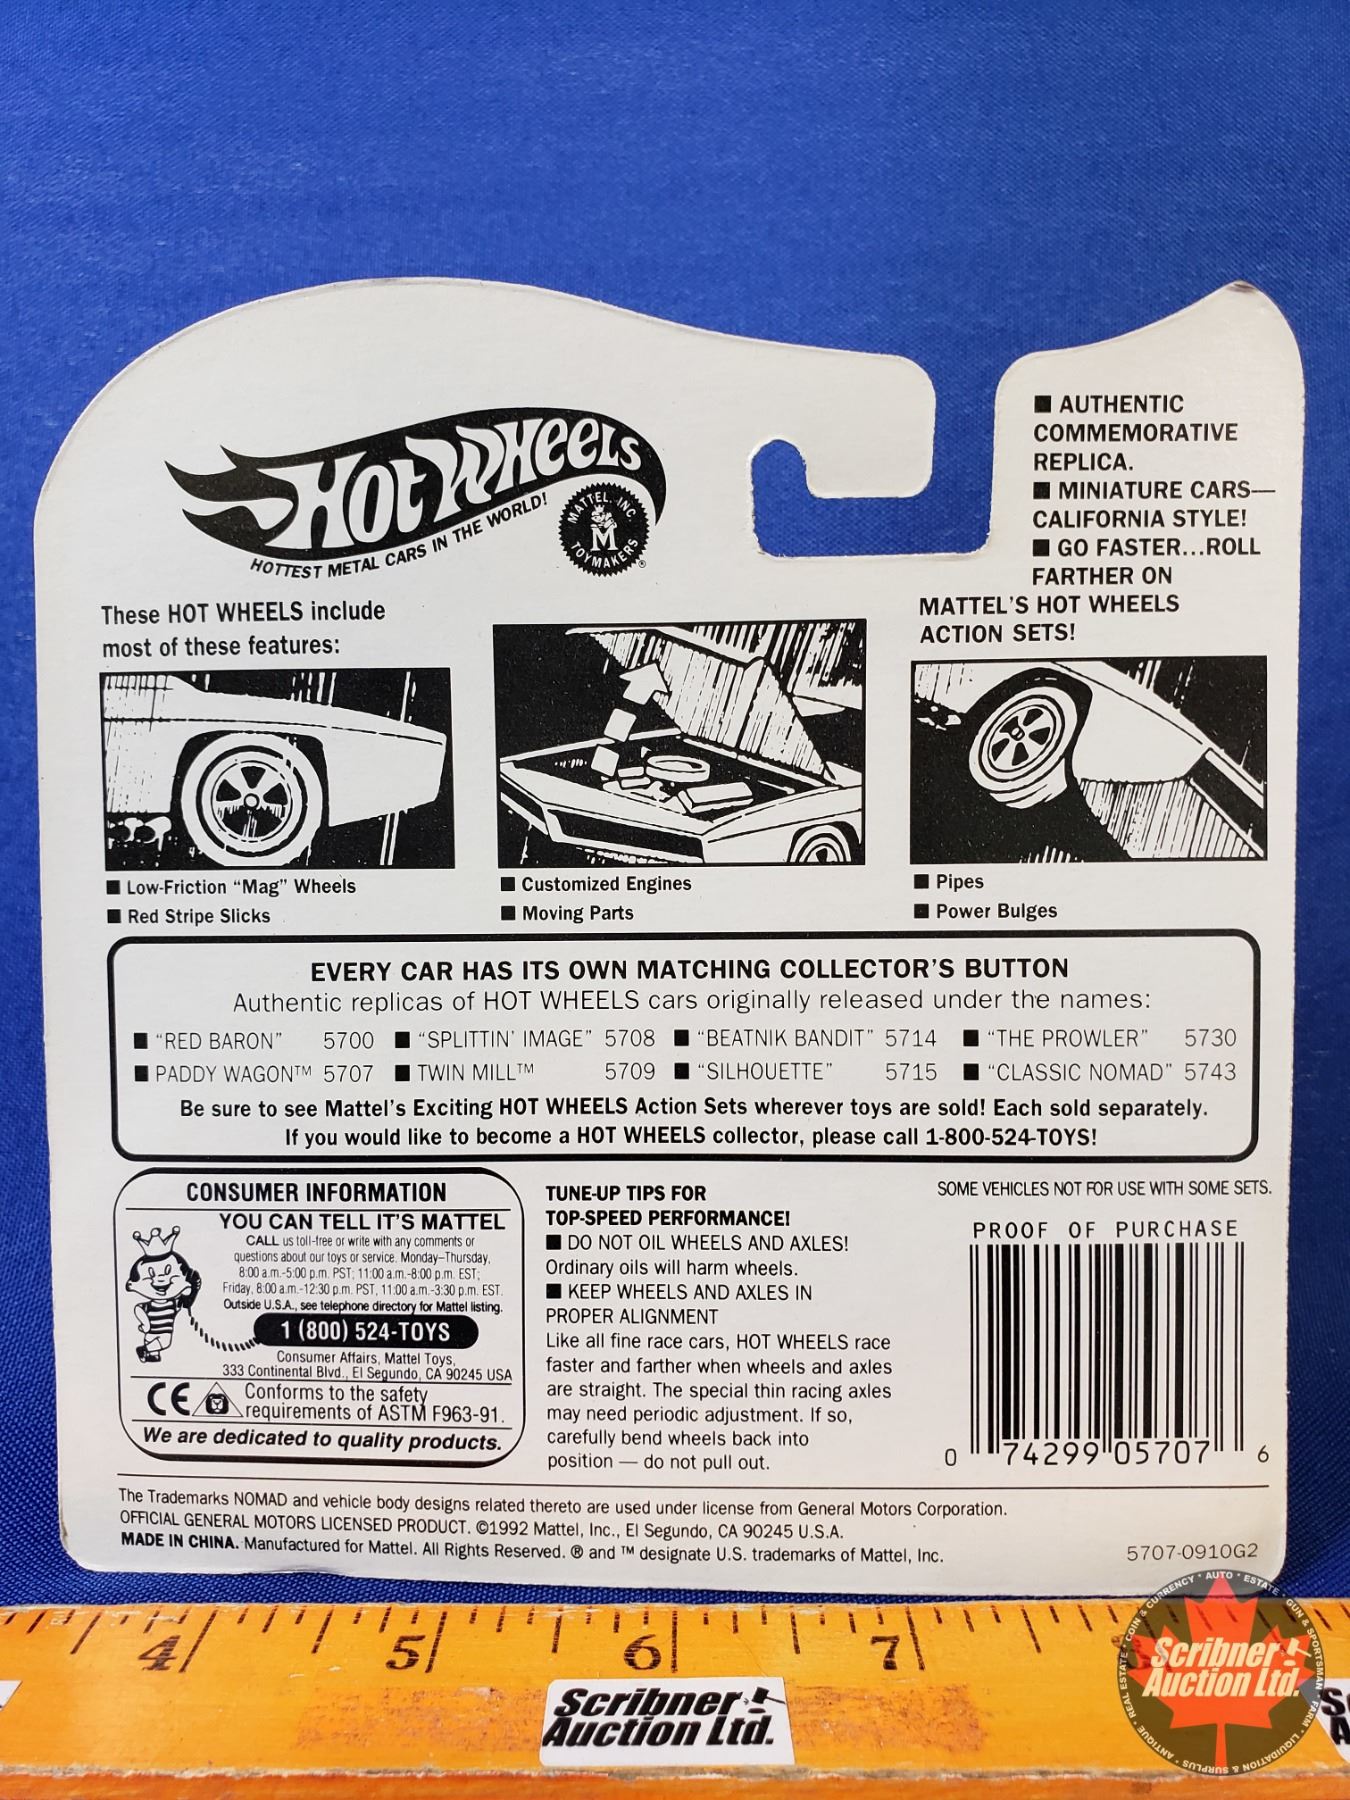 HOT WHEELS
HOTTEST METAL CARS IN THE WORLD!
MATTEL, INC.
M
TOYMAKERS
®
■ AUTHENTIC
COMMEMORATIVE
REPLICA.
■ MINIATURE CARS—
CALIFORNIA STYLE!
■ GO FASTER...ROLL
FARTHER ON
MATTEL'S HOT WHEELS
ACTION SETS!
These HOT WHEELS include
most of these features:
■ Low-Friction “Mag” Wheels
■ Red Stripe Slicks
■ Customized Engines
■ Moving Parts
■ Pipes
■ Power Bulges
EVERY CAR HAS ITS OWN MATCHING COLLECTOR'S BUTTON
Authentic replicas of HOT WHEELS cars originally released under the names:
■ “RED BARON” 5700 ■ “SPLITTIN' IMAGE” 5708 ■ “BEATNIK BANDIT” 5714 ■ “THE PROWLER” 5730
■ PADDY WAGON™ 5707 ■ TWIN MILL™ 5709 ■ “SILHOUETTE” 5715 ■ “CLASSIC NOMAD” 5743
Be sure to see Mattel's Exciting HOT WHEELS Action Sets wherever toys are sold! Each sold separately.
If you would like to become a HOT WHEELS collector, please call 1-800-524-TOYS!
CONSUMER INFORMATION
YOU CAN TELL IT'S MATTEL
CALL us toll-free or write with any comments or
questions about our toys or service. Monday–Thursday,
8:00 a.m.-5:00 p.m. PST; 11:00 a.m.-8:00 p.m. EST;
Friday, 8:00 a.m.-12:30 p.m. PST, 11:00 a.m.-3:30 p.m. EST.
Outside U.S.A., see telephone directory for Mattel listing.
1 (800) 524-TOYS
Consumer Affairs, Mattel Toys,
333 Continental Blvd., El Segundo, CA 90245 USA
CE Conforms to the safety
requirements of ASTM F963-91.
We are dedicated to quality products.
TUNE-UP TIPS FOR
TOP-SPEED PERFORMANCE!
■ DO NOT OIL WHEELS AND AXLES!
Ordinary oils will harm wheels.
■ KEEP WHEELS AND AXLES IN
PROPER ALIGNMENT
Like all fine race cars, HOT WHEELS race
faster and farther when wheels and axles
are straight. The special thin racing axles
may need periodic adjustment. If so,
carefully bend wheels back into
position — do not pull out.
SOME VEHICLES NOT FOR USE WITH SOME SETS.
PROOF OF PURCHASE
0 74299 05707 6
The Trademarks NOMAD and vehicle body designs related thereto are used under license from General Motors Corporation.
OFFICIAL GENERAL MOTORS LICENSED PRODUCT. ©1992 Mattel, Inc., El Segundo, CA 90245 U.S.A.
MADE IN CHINA. Manufactured for Mattel. All Rights Reserved. ® and ™ designate U.S. trademarks of Mattel, Inc.
5707-0910G2
4 5 6 7
Scribner
Auction Ltd.
COIN & CURRENCY • AUTO • ESTATE • GUN & SPORTSMAN • FARM • LIQUIDATION & SURPLUS • ANTIQUE • REAL ESTATE
Scribner
Auction Ltd.